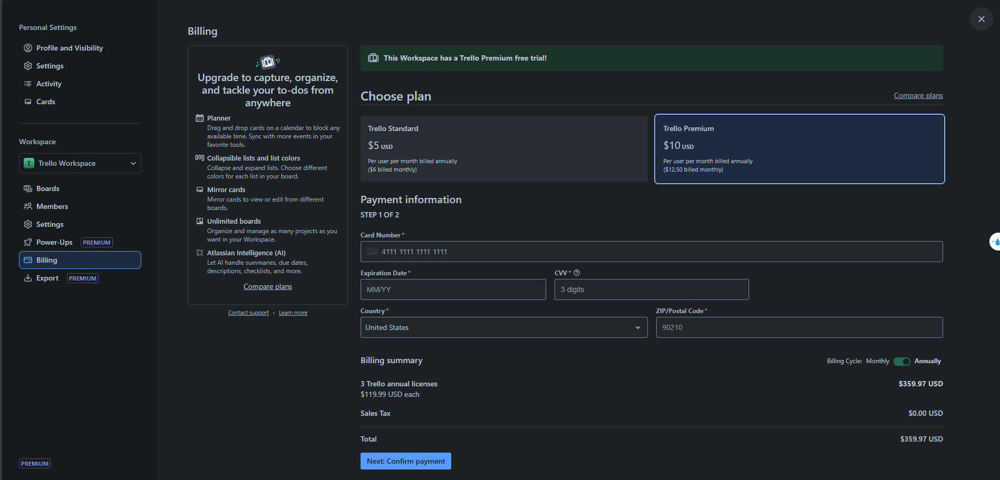 Personal Settings
Profile and Visibility
Settings
Activity
Cards
Workspace
T Trello Workspace
Boards
Members
Settings
Power-Ups PREMIUM
Billing
Export PREMIUM
PREMIUM
Billing
Upgrade to capture, organize,
and tackle your to-dos from
anywhere
Planner
Drag and drop cards on a calendar to block any
available time. Sync with more events in your
favorite tools.
Collapsible lists and list colors
Collapse and expand lists. Choose different
colors for each list in your board.
Mirror cards
Mirror cards to view or edit from different
boards.
Unlimited boards
Organize and manage as many projects as you
want in your Workspace.
Atlassian Intelligence (AI)
Let AI handle summaries, due dates,
descriptions, checklists, and more.
Compare plans
Contact support • Learn more
This Workspace has a Trello Premium free trial!
Choose plan
Compare plans
Trello Standard
$5 USD
Per user per month billed annually
($6 billed monthly)
Trello Premium
$10 USD
Per user per month billed annually
($12.50 billed monthly)
Payment information
STEP 1 OF 2
Card Number*
4111 1111 1111 1111
Expiration Date*
MM/YY
CVV*
3 digits
Country*
United States
ZIP/Postal Code*
90210
Billing summary
Billing Cycle: Monthly Annually
3 Trello annual licenses $359.97 USD
$119.99 USD each
Sales Tax $0.00 USD
Total $359.97 USD
Next: Confirm payment